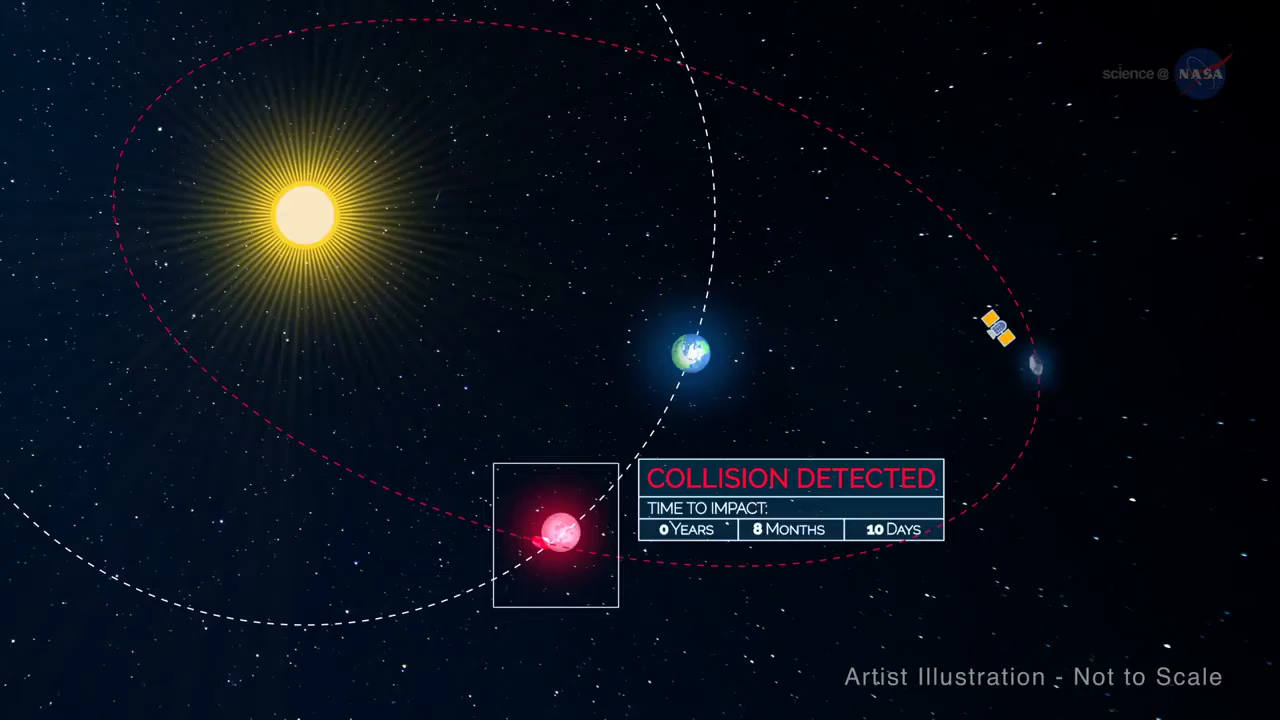 science @ NASA
COLLISION DETECTED
TIME TO IMPACT:
0 YEARS 8 MONTHS 10 DAYS
Artist Illustration - Not to Scale